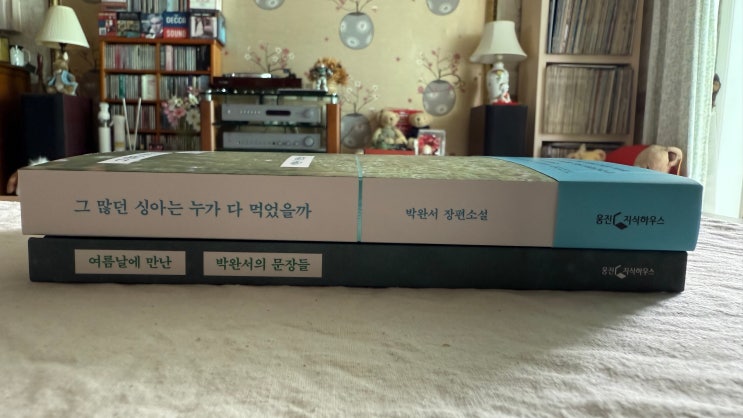 그 많던 싱아는 누가 다 먹었을까
박완서 장편소설
웅진 지식하우스
여름날에 만난
박완서의 문장들
웅진 지식하우스
DECCA
SOUND